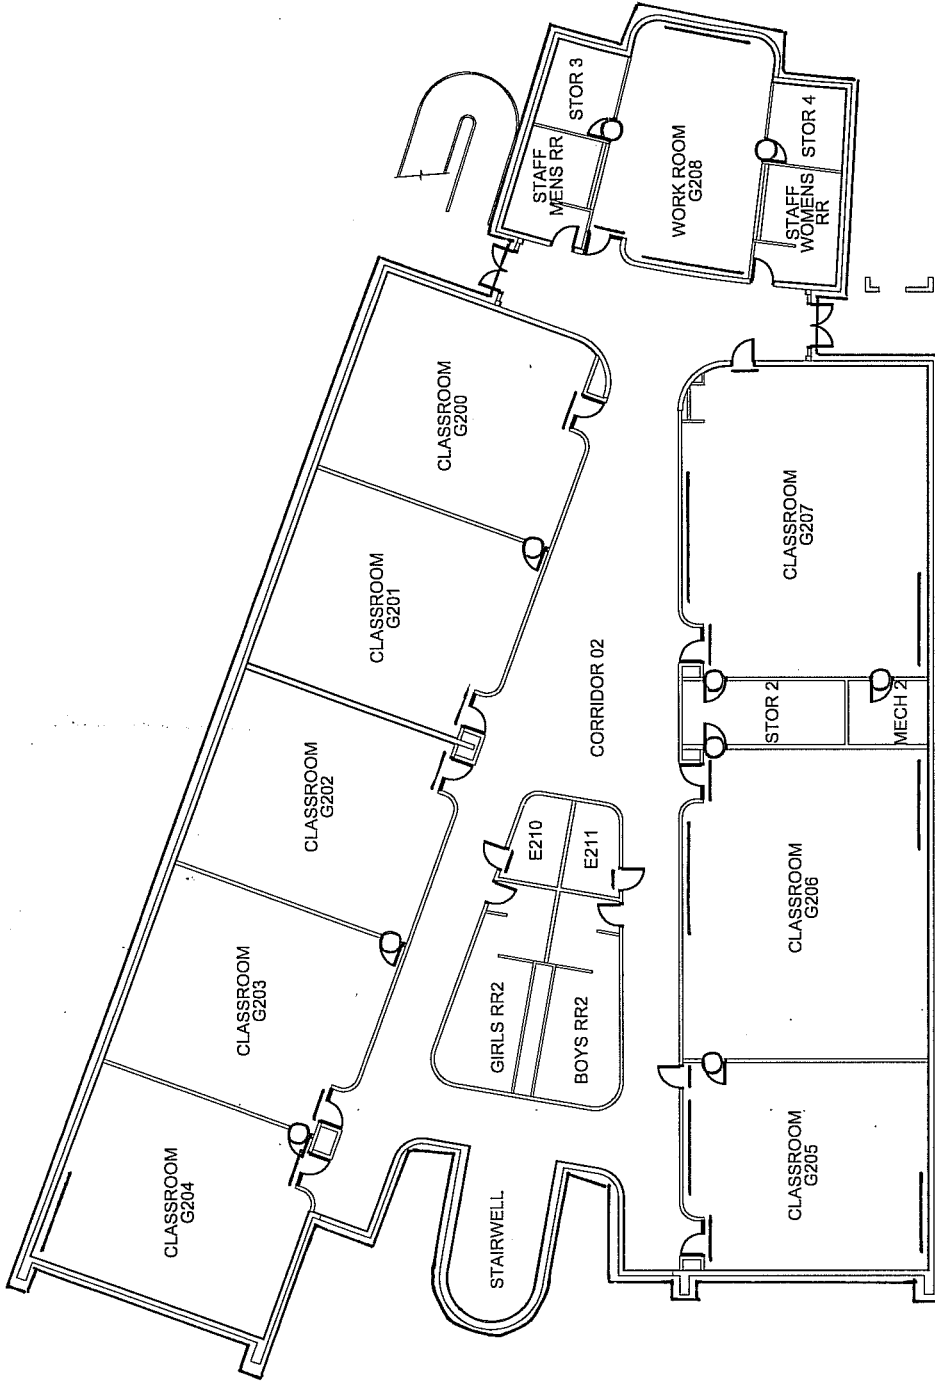 STOR 3
STAFF
MENS RR
WORK ROOM
G208
STOR 4
STAFF
WOMENS
RR
CLASSROOM
G200
CLASSROOM
G201
CLASSROOM
G202
CLASSROOM
G203
CLASSROOM
G204
CORRIDOR 02
E210
E211
GIRLS RR2
BOYS RR2
STAIRWELL
CLASSROOM
G207
STOR 2
MECH 2
CLASSROOM
G206
CLASSROOM
G205